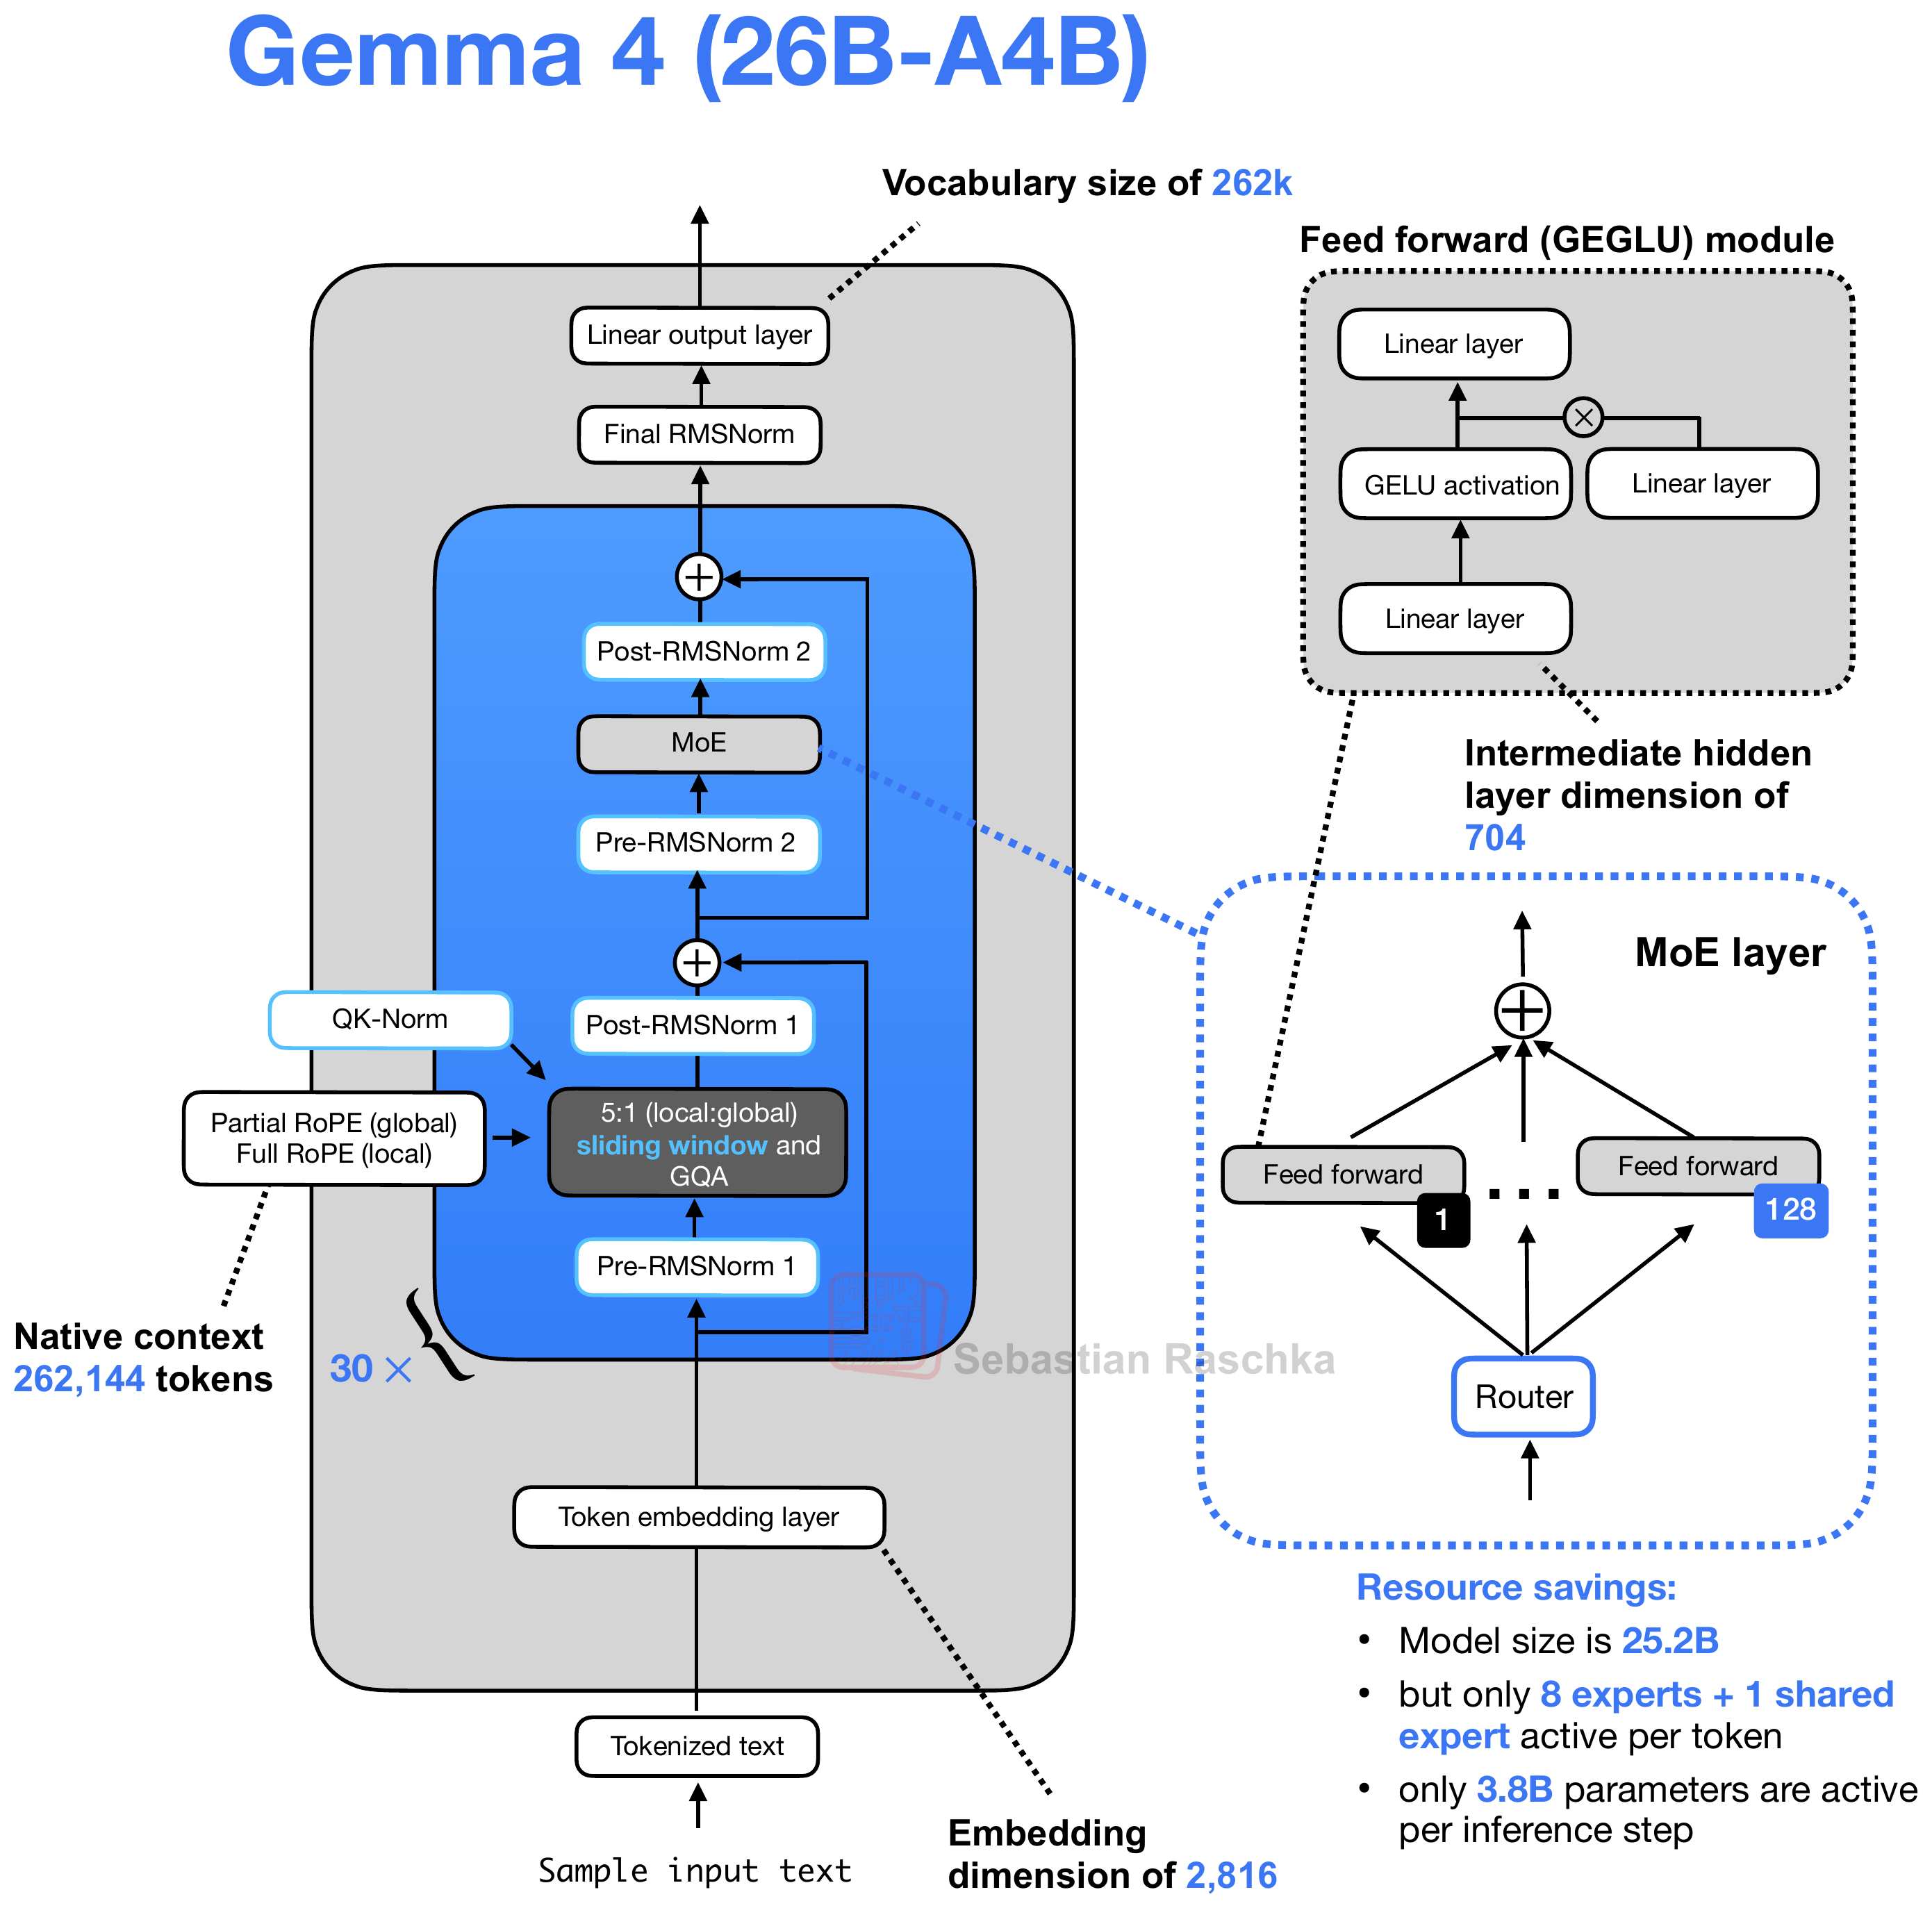 Gemma 4 (26B-A4B)
Vocabulary size of 262k
Linear output layer
Final RMSNorm
Post-RMSNorm 2
MoE
Pre-RMSNorm 2
QK-Norm
Post-RMSNorm 1
Partial RoPE (global)
Full RoPE (local)
5:1 (local:global)
sliding window and
GQA
Pre-RMSNorm 1
Native context
262,144 tokens
30 ×
Sebastian Raschka
Token embedding layer
Tokenized text
Sample input text
Embedding
dimension of 2,816
Feed forward (GEGLU) module
Linear layer
GELU activation
Linear layer
Linear layer
Intermediate hidden
layer dimension of
704
MoE layer
Feed forward
1
...
Feed forward
128
Router
Resource savings:
• Model size is 25.2B
• but only 8 experts + 1 shared
expert active per token
• only 3.8B parameters are active
per inference step